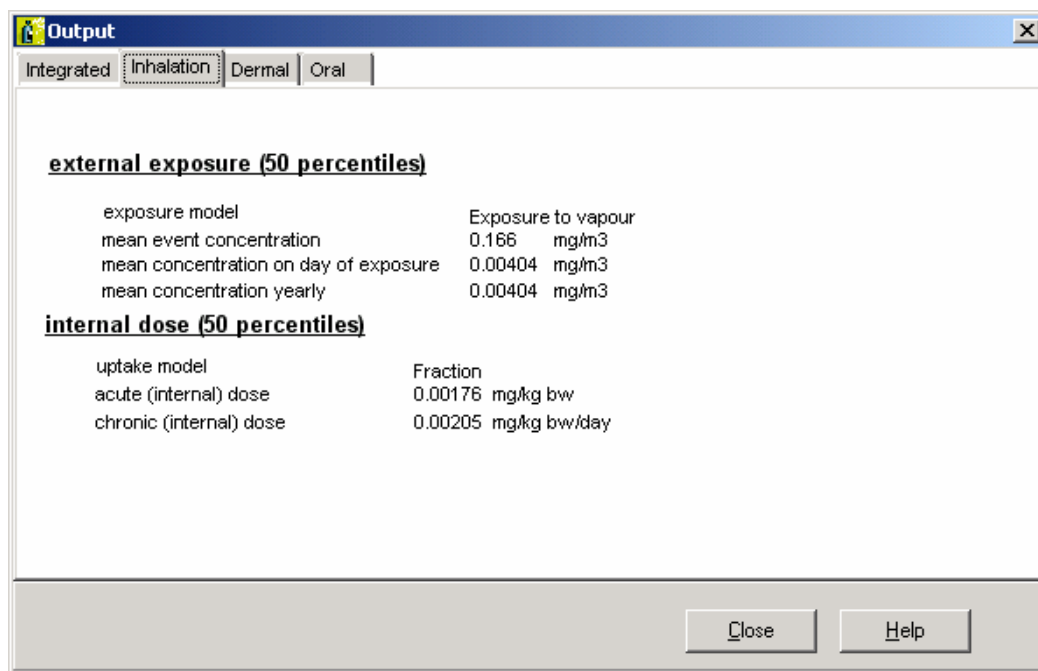 Output
Integrated Inhalation Dermal Oral
external exposure (50 percentiles)
exposure model Exposure to vapour
mean event concentration 0.166 mg/m3
mean concentration on day of exposure 0.00404 mg/m3
mean concentration yearly 0.00404 mg/m3
internal dose (50 percentiles)
uptake model Fraction
acute (internal) dose 0.00176 mg/kg bw
chronic (internal) dose 0.00205 mg/kg bw/day
Close Help